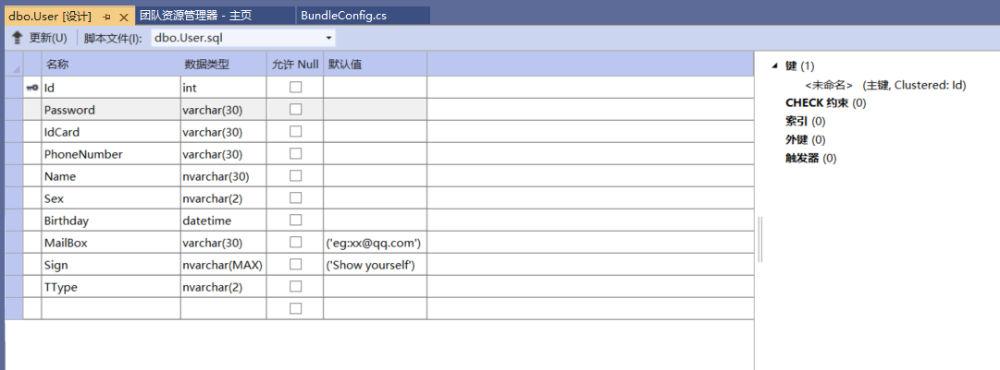 dbo.User [设计] 团队资源管理器 - 主页 BundleConfig.cs
更新(U) 脚本文件(I): dbo.User.sql
名称 数据类型 允许 Null 默认值
Id int
Password varchar(30)
IdCard varchar(30)
PhoneNumber varchar(30)
Name nvarchar(30)
Sex nvarchar(2)
Birthday datetime
MailBox varchar(30) ('eg:xx@qq.com')
Sign nvarchar(MAX) ('Show yourself')
TType nvarchar(2)
键 (1)
<未命名> (主键, Clustered: Id)
CHECK 约束 (0)
索引 (0)
外键 (0)
触发器 (0)